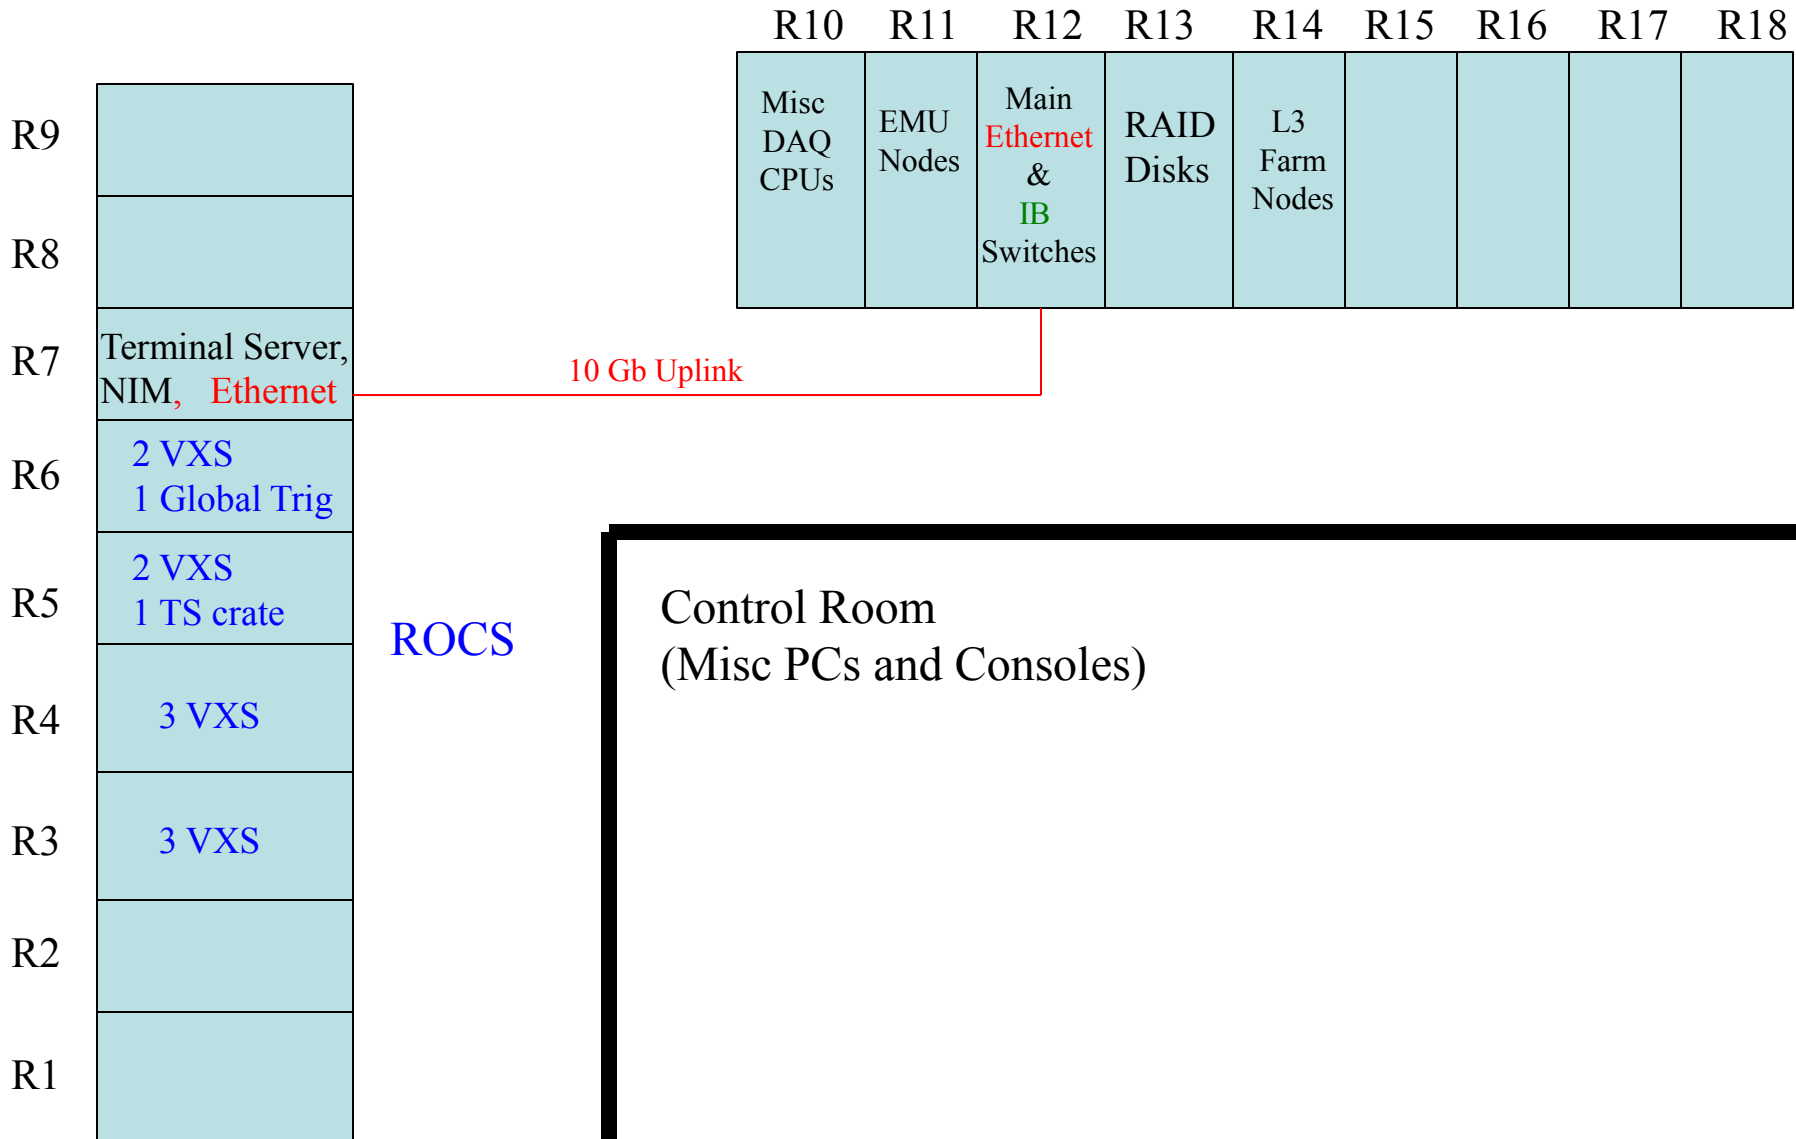 R10 R11 R12 R13 R14 R15 R16 R17 R18
Misc
DAQ
CPUs
EMU
Nodes
Main
Ethernet
&
IB
Switches
RAID
Disks
L3
Farm
Nodes
R9
R8
R7
Terminal Server,
NIM, Ethernet
10 Gb Uplink
R6
2 VXS
1 Global Trig
R5
2 VXS
1 TS crate
ROCS
Control Room
(Misc PCs and Consoles)
R4
3 VXS
R3
3 VXS
R2
R1